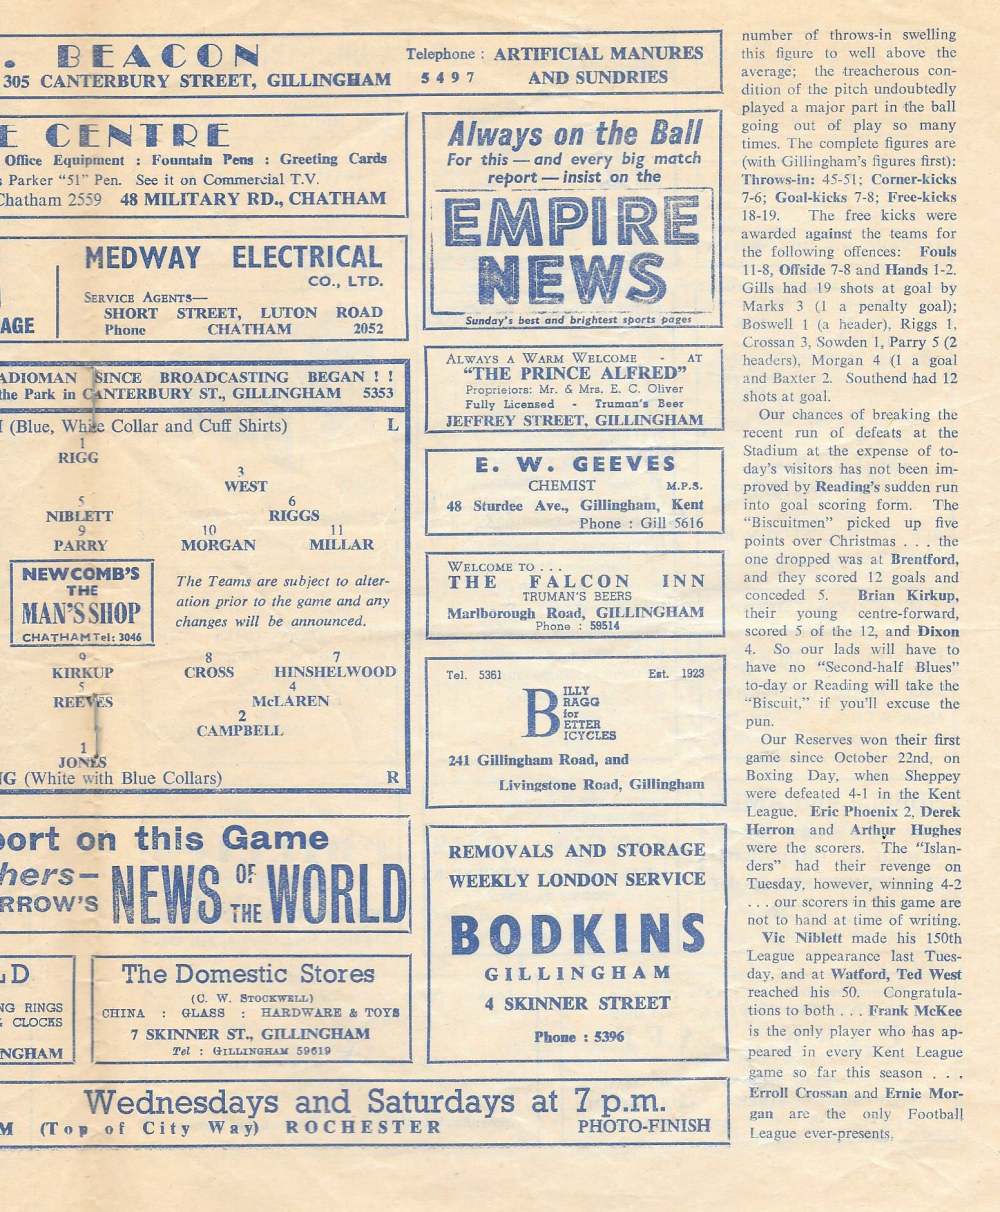 . BEACON
Telephone : ARTIFICIAL MANURES
305 CANTERBURY STREET, GILLINGHAM 5 4 9 7 AND SUNDRIES
E CENTRE
Office Equipment : Fountain Pens : Greeting Cards
s Parker "51" Pen. See it on Commercial T.V.
Chatham 2559 48 MILITARY RD., CHATHAM
MEDWAY ELECTRICAL
CO., LTD.
SERVICE AGENTS—
SHORT STREET, LUTON ROAD
Phone CHATHAM 2052
AGE
ADIOMAN SINCE BROADCASTING BEGAN ! !
the Park in CANTERBURY ST., GILLINGHAM 5353
(Blue, White Collar and Cuff Shirts) L
1
RIGG
3
WEST
5 6
NIBLETT RIGGS
9 10 11
PARRY MORGAN MILLAR
NEWCOMB'S
THE
MAN'S SHOP
CHATHAM Tel: 3046
The Teams are subject to alter-
ation prior to the game and any
changes will be announced.
9 8 7
KIRKUP CROSS HINSHELWOOD
5 4
REEVES McLAREN
2
CAMPBELL
1
JONES
NG (White with Blue Collars) R
port on this Game
hers—
RROW'S NEWS OF THE WORLD
LD
NG RINGS
& CLOCKS
NGHAM
The Domestic Stores
(C. W. STOCKWELL)
CHINA : GLASS : HARDWARE & TOYS
7 SKINNER ST., GILLINGHAM
Tel : GILLINGHAM 59619
Wednesdays and Saturdays at 7 p.m.
M (Top of City Way) ROCHESTER PHOTO-FINISH
Always on the Ball
For this — and every big match
report — insist on the
EMPIRE
NEWS
Sunday's best and brightest sports pages
ALWAYS A WARM WELCOME - AT
"THE PRINCE ALFRED"
Proprietors: Mr. & Mrs. E. C. Oliver
Fully Licensed - Truman's Beer
JEFFREY STREET, GILLINGHAM
E. W. GEEVES
CHEMIST M.P.S.
48 Sturdee Ave., Gillingham, Kent
Phone : Gill 5616
WELCOME TO . . .
THE FALCON INN
TRUMAN'S BEERS
Marlborough Road, GILLINGHAM
Phone : 59514
Tel. 5361 Est. 1923
BILLY
RAGG
for
BETTER
BICYCLES
241 Gillingham Road, and
Livingstone Road, Gillingham
REMOVALS AND STORAGE
WEEKLY LONDON SERVICE
BODKINS
GILLINGHAM
4 SKINNER STREET
Phone : 5396
number of throws-in swelling
this figure to well above the
average; the treacherous con-
dition of the pitch undoubtedly
played a major part in the ball
going out of play so many
times. The complete figures are
(with Gillingham's figures first):
Throws-in: 45-51; Corner-kicks
7-6; Goal-kicks 7-8; Free-kicks
18-19. The free kicks were
awarded against the teams for
the following offences: Fouls
11-8, Offside 7-8 and Hands 1-2.
Gills had 19 shots at goal by
Marks 3 (1 a penalty goal);
Boswell 1 (a header), Riggs 1,
Crossan 3, Sowden 1, Parry 5 (2
headers), Morgan 4 (1 a goal
and Baxter 2. Southend had 12
shots at goal.
Our chances of breaking the
recent run of defeats at the
Stadium at the expense of to-
day's visitors has not been im-
proved by Reading's sudden run
into goal scoring form. The
"Biscuitmen" picked up five
points over Christmas . . . the
one dropped was at Brentford,
and they scored 12 goals and
conceded 5. Brian Kirkup,
their young centre-forward,
scored 5 of the 12, and Dixon
4. So our lads will have to
have no "Second-half Blues"
to-day or Reading will take the
"Biscuit," if you'll excuse the
pun.
Our Reserves won their first
game since October 22nd, on
Boxing Day, when Sheppey
were defeated 4-1 in the Kent
League. Eric Phoenix 2, Derek
Herron and Arthur Hughes
were the scorers. The "Islan-
ders" had their revenge on
Tuesday, however, winning 4-2
. . . our scorers in this game are
not to hand at time of writing.
Vic Niblett made his 150th
League appearance last Tues-
day, and at Watford, Ted West
reached his 50. Congratula-
tions to both . . . Frank McKee
is the only player who has ap-
peared in every Kent League
game so far this season . . .
Erroll Crossan and Ernie Mor-
gan are the only Football
League ever-presents.